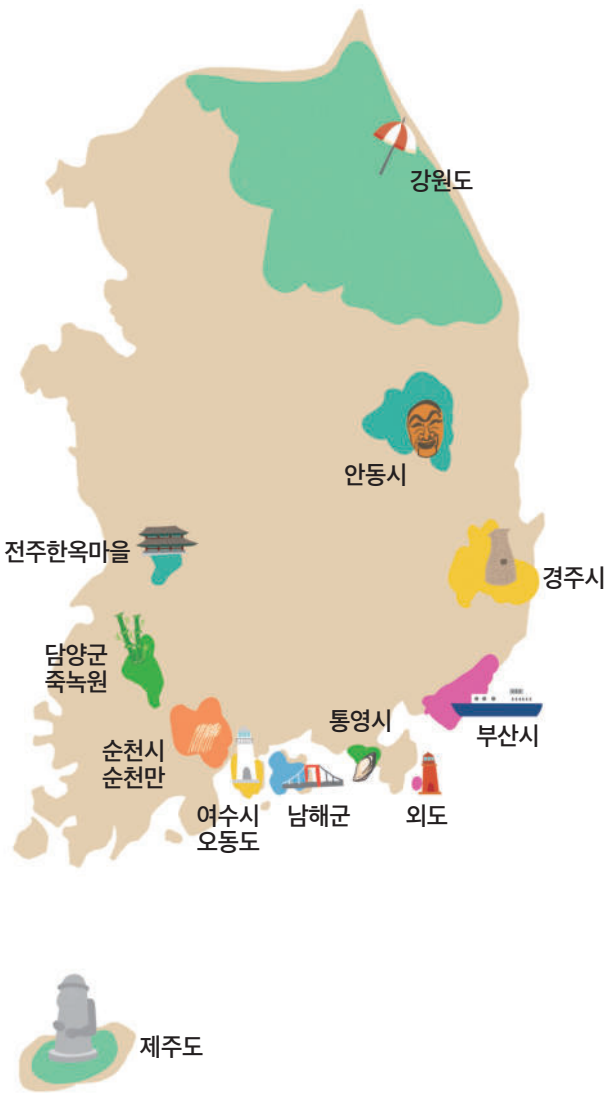 강원도
안동시
전주한옥마을
경주시
담양군
죽녹원
통영시
부산시
순천시
순천만
여수시
오동도
남해군
외도
제주도